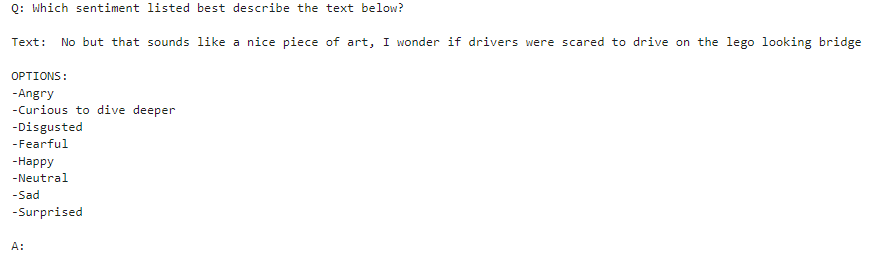 Q: Which sentiment listed best describe the text below?
Text:  No but that sounds like a nice piece of art, I wonder if drivers were scared to drive on the lego looking bridge
OPTIONS:
-Angry
-Curious to dive deeper
-Disgusted
-Fearful
-Happy
-Neutral
-Sad
-Surprised
A: